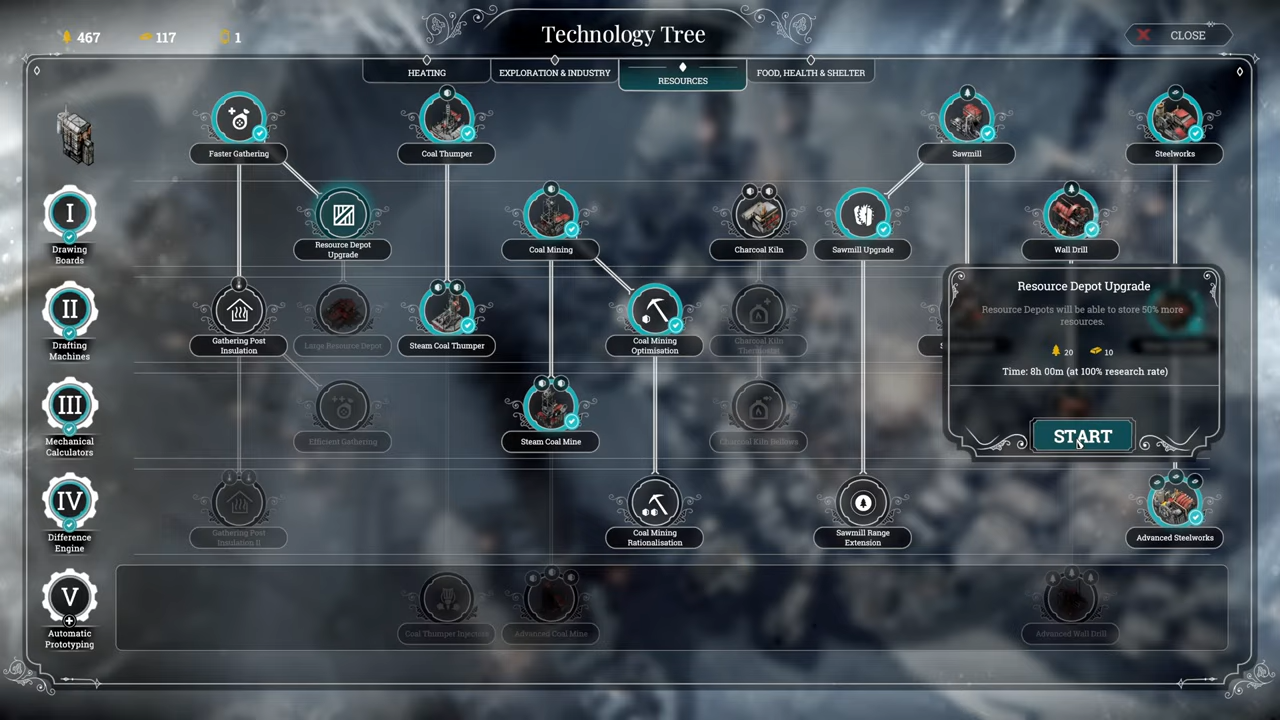 467
117
1
Technology Tree
CLOSE
HEATING
EXPLORATION & INDUSTRY
RESOURCES
FOOD, HEALTH & SHELTER
Faster Gathering
Coal Thumper
Sawmill
Steelworks
I
Drawing
Boards
Resource Depot
Upgrade
Coal Mining
Charcoal Kiln
Sawmill Upgrade
Wall Drill
II
Drafting
Machines
Gathering Post
Insulation
Large Resource Depot
Steam Coal Thumper
Coal Mining
Optimisation
Charcoal Kiln
Thermostat
S
Resource Depot Upgrade
Resource Depots will be able to store 50% more
resources.
20
10
Time: 8h 00m (at 100% research rate)
START
III
Mechanical
Calculators
Efficient Gathering
Steam Coal Mine
Charcoal Kiln Bellows
IV
Difference
Engine
Gathering Post
Insulation II
Coal Mining
Rationalisation
Sawmill Range
Extension
Advanced Steelworks
V
Automatic
Prototyping
Coal Thumper Injection
Advanced Coal Mine
Advanced Wall Drill